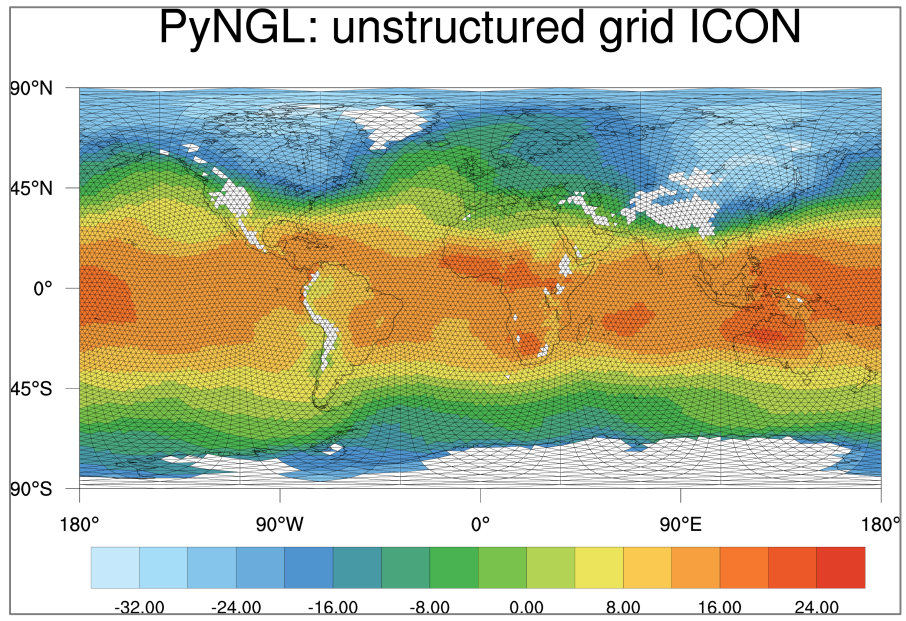 PyNGL: unstructured grid ICON
90°N
45°N
0°
45°S
90°S
180° 90°W 0° 90°E 180°
-32.00 -24.00 -16.00 -8.00 0.00 8.00 16.00 24.00